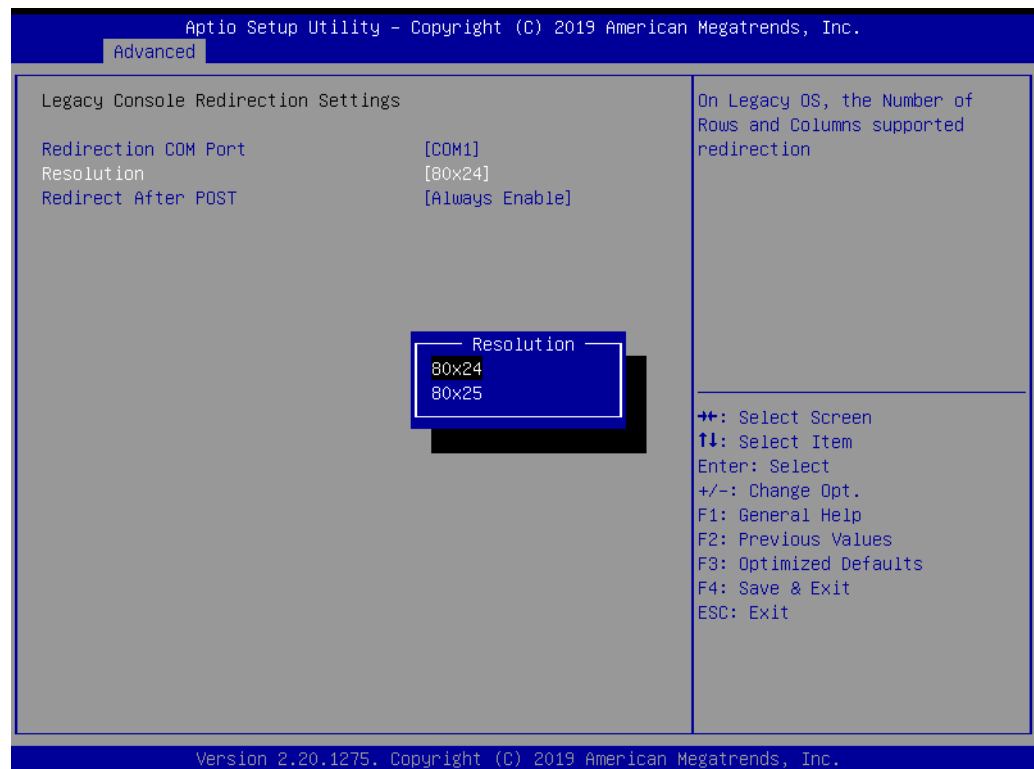 Aptio Setup Utility – Copyright (C) 2019 American Megatrends, Inc.
Advanced
Legacy Console Redirection Settings
Redirection COM Port [COM1]
Resolution [80x24]
Redirect After POST [Always Enable]
On Legacy OS, the Number of
Rows and Columns supported
redirection
Resolution
80x24
80x25
→←: Select Screen
↑↓: Select Item
Enter: Select
+/-: Change Opt.
F1: General Help
F2: Previous Values
F3: Optimized Defaults
F4: Save & Exit
ESC: Exit
Version 2.20.1275. Copyright (C) 2019 American Megatrends, Inc.